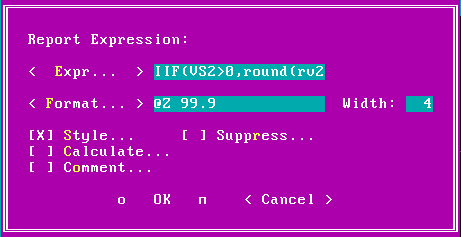 Report Expression:
< Expr... > IIF(VS2>0,round(rv2
< Format... > @Z 99.9 Width: 4
[X] Style... [ ] Suppress...
[ ] Calculate...
[ ] Comment...
o OK п < Cancel >